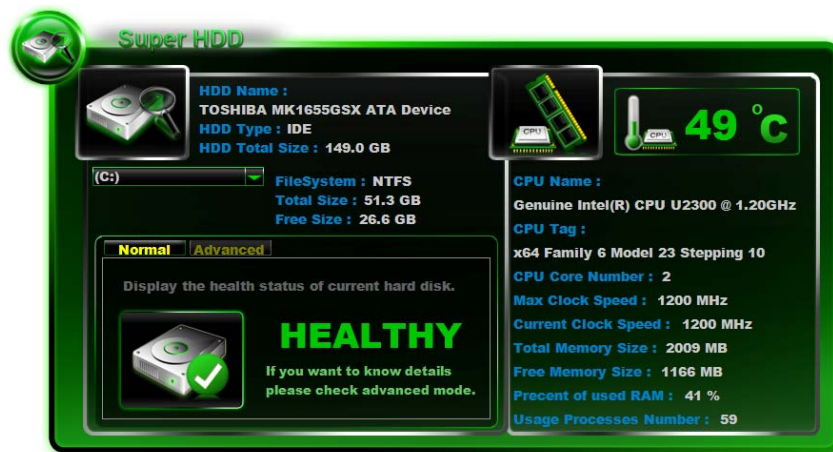 Super HDD
HDD Name :
TOSHIBA MK1655GSX ATA Device
HDD Type : IDE
HDD Total Size : 149.0 GB
(C:)
FileSystem : NTFS
Total Size : 51.3 GB
Free Size : 26.6 GB
Normal Advanced
Display the health status of current hard disk.
HEALTHY
If you want to know details
please check advanced mode.
CPU
CPU
49 °C
CPU Name :
Genuine Intel(R) CPU U2300 @ 1.20GHz
CPU Tag :
x64 Family 6 Model 23 Stepping 10
CPU Core Number : 2
Max Clock Speed : 1200 MHz
Current Clock Speed : 1200 MHz
Total Memory Size : 2009 MB
Free Memory Size : 1166 MB
Precent of used RAM : 41 %
Usage Processes Number : 59